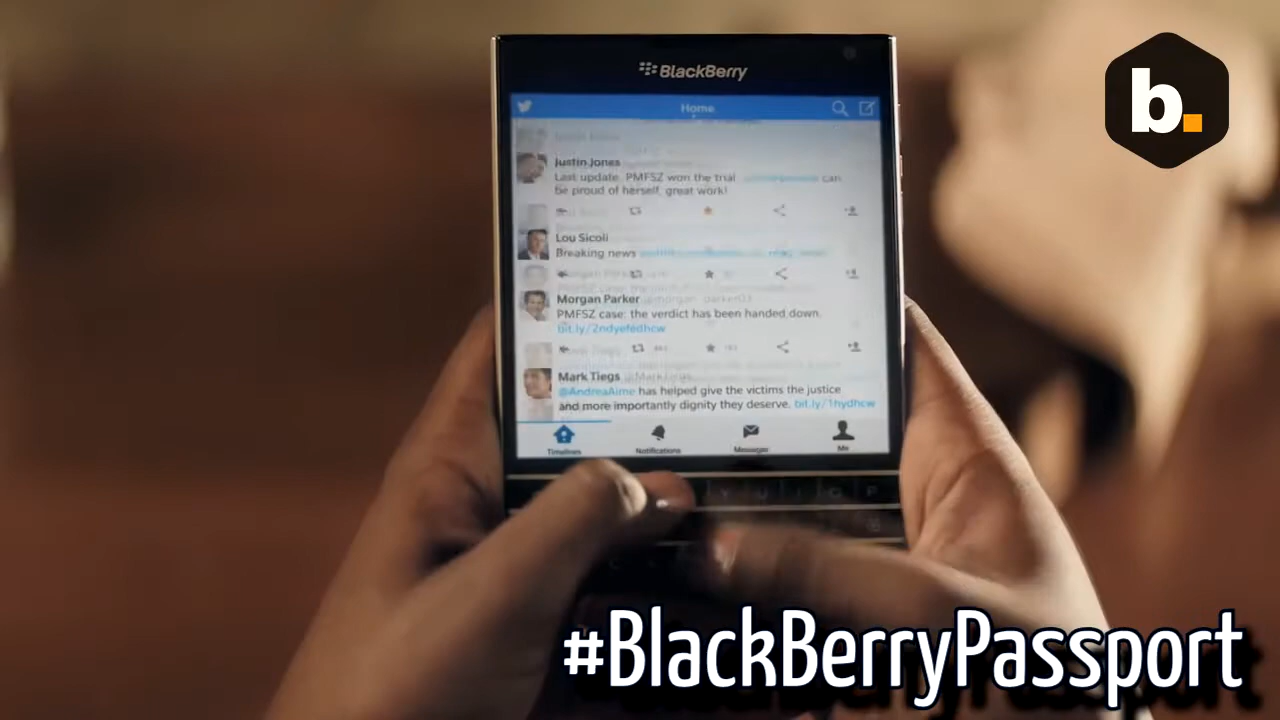 BlackBerry
b.
Home
Justin Jones
Last update. PMFSZ won the trial can
be proud of herself, great work!
Lou Sicoli
Breaking news
Morgan Parker @morgan_parker23
PMFSZ case: the verdict has been handed down.
bit.ly/2ndyefedhcw
Mark Tiegs
@AndreaAime has helped give the victims the justice
and more importantly dignity they deserve. bit.ly/1hydhcw
Timelines Notifications Messages Me
Y U I O P
#BlackBerryPassport